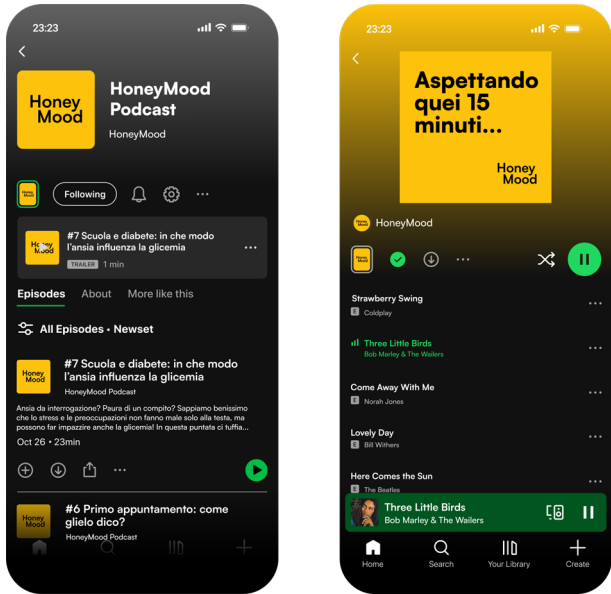 23:23
Honey
Mood
HoneyMood
Podcast
HoneyMood
Following
#7 Scuola e diabete: in che modo
l'ansia influenza la glicemia
TRAILER 1 min
Episodes About More like this
All Episodes • Newset
Honey
Mood
#7 Scuola e diabete: in che modo
l'ansia influenza la glicemia
HoneyMood Podcast
Ansia da interrogazione? Paura di un compito? Sappiamo benissimo
che lo stress e le preoccupazioni non fanno male solo alla testa, ma
possono far impazzire anche la glicemia! In questa puntata ci tuffia...
Oct 26 • 23min
Honey
Mood
#6 Primo appuntamento: come
glielo dico?
HoneyMood Podcast
23:23
Aspettando
quei 15
minuti...
Honey
Mood
HoneyMood
Strawberry Swing
E Coldplay
Three Little Birds
Bob Marley & The Wailers
Come Away With Me
E Norah Jones
Lovely Day
E Bill Withers
Here Comes the Sun
E The Beatles
Three Little Birds
Bob Marley & The Wailers
Home Search Your Library Create